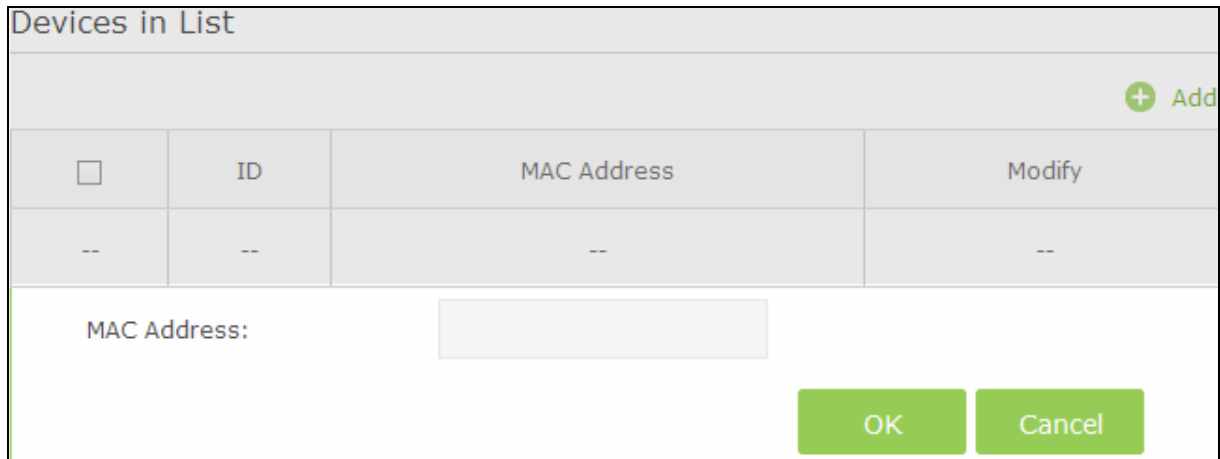 Devices in List
Add
ID MAC Address Modify
-- -- -- --
MAC Address:
OK Cancel